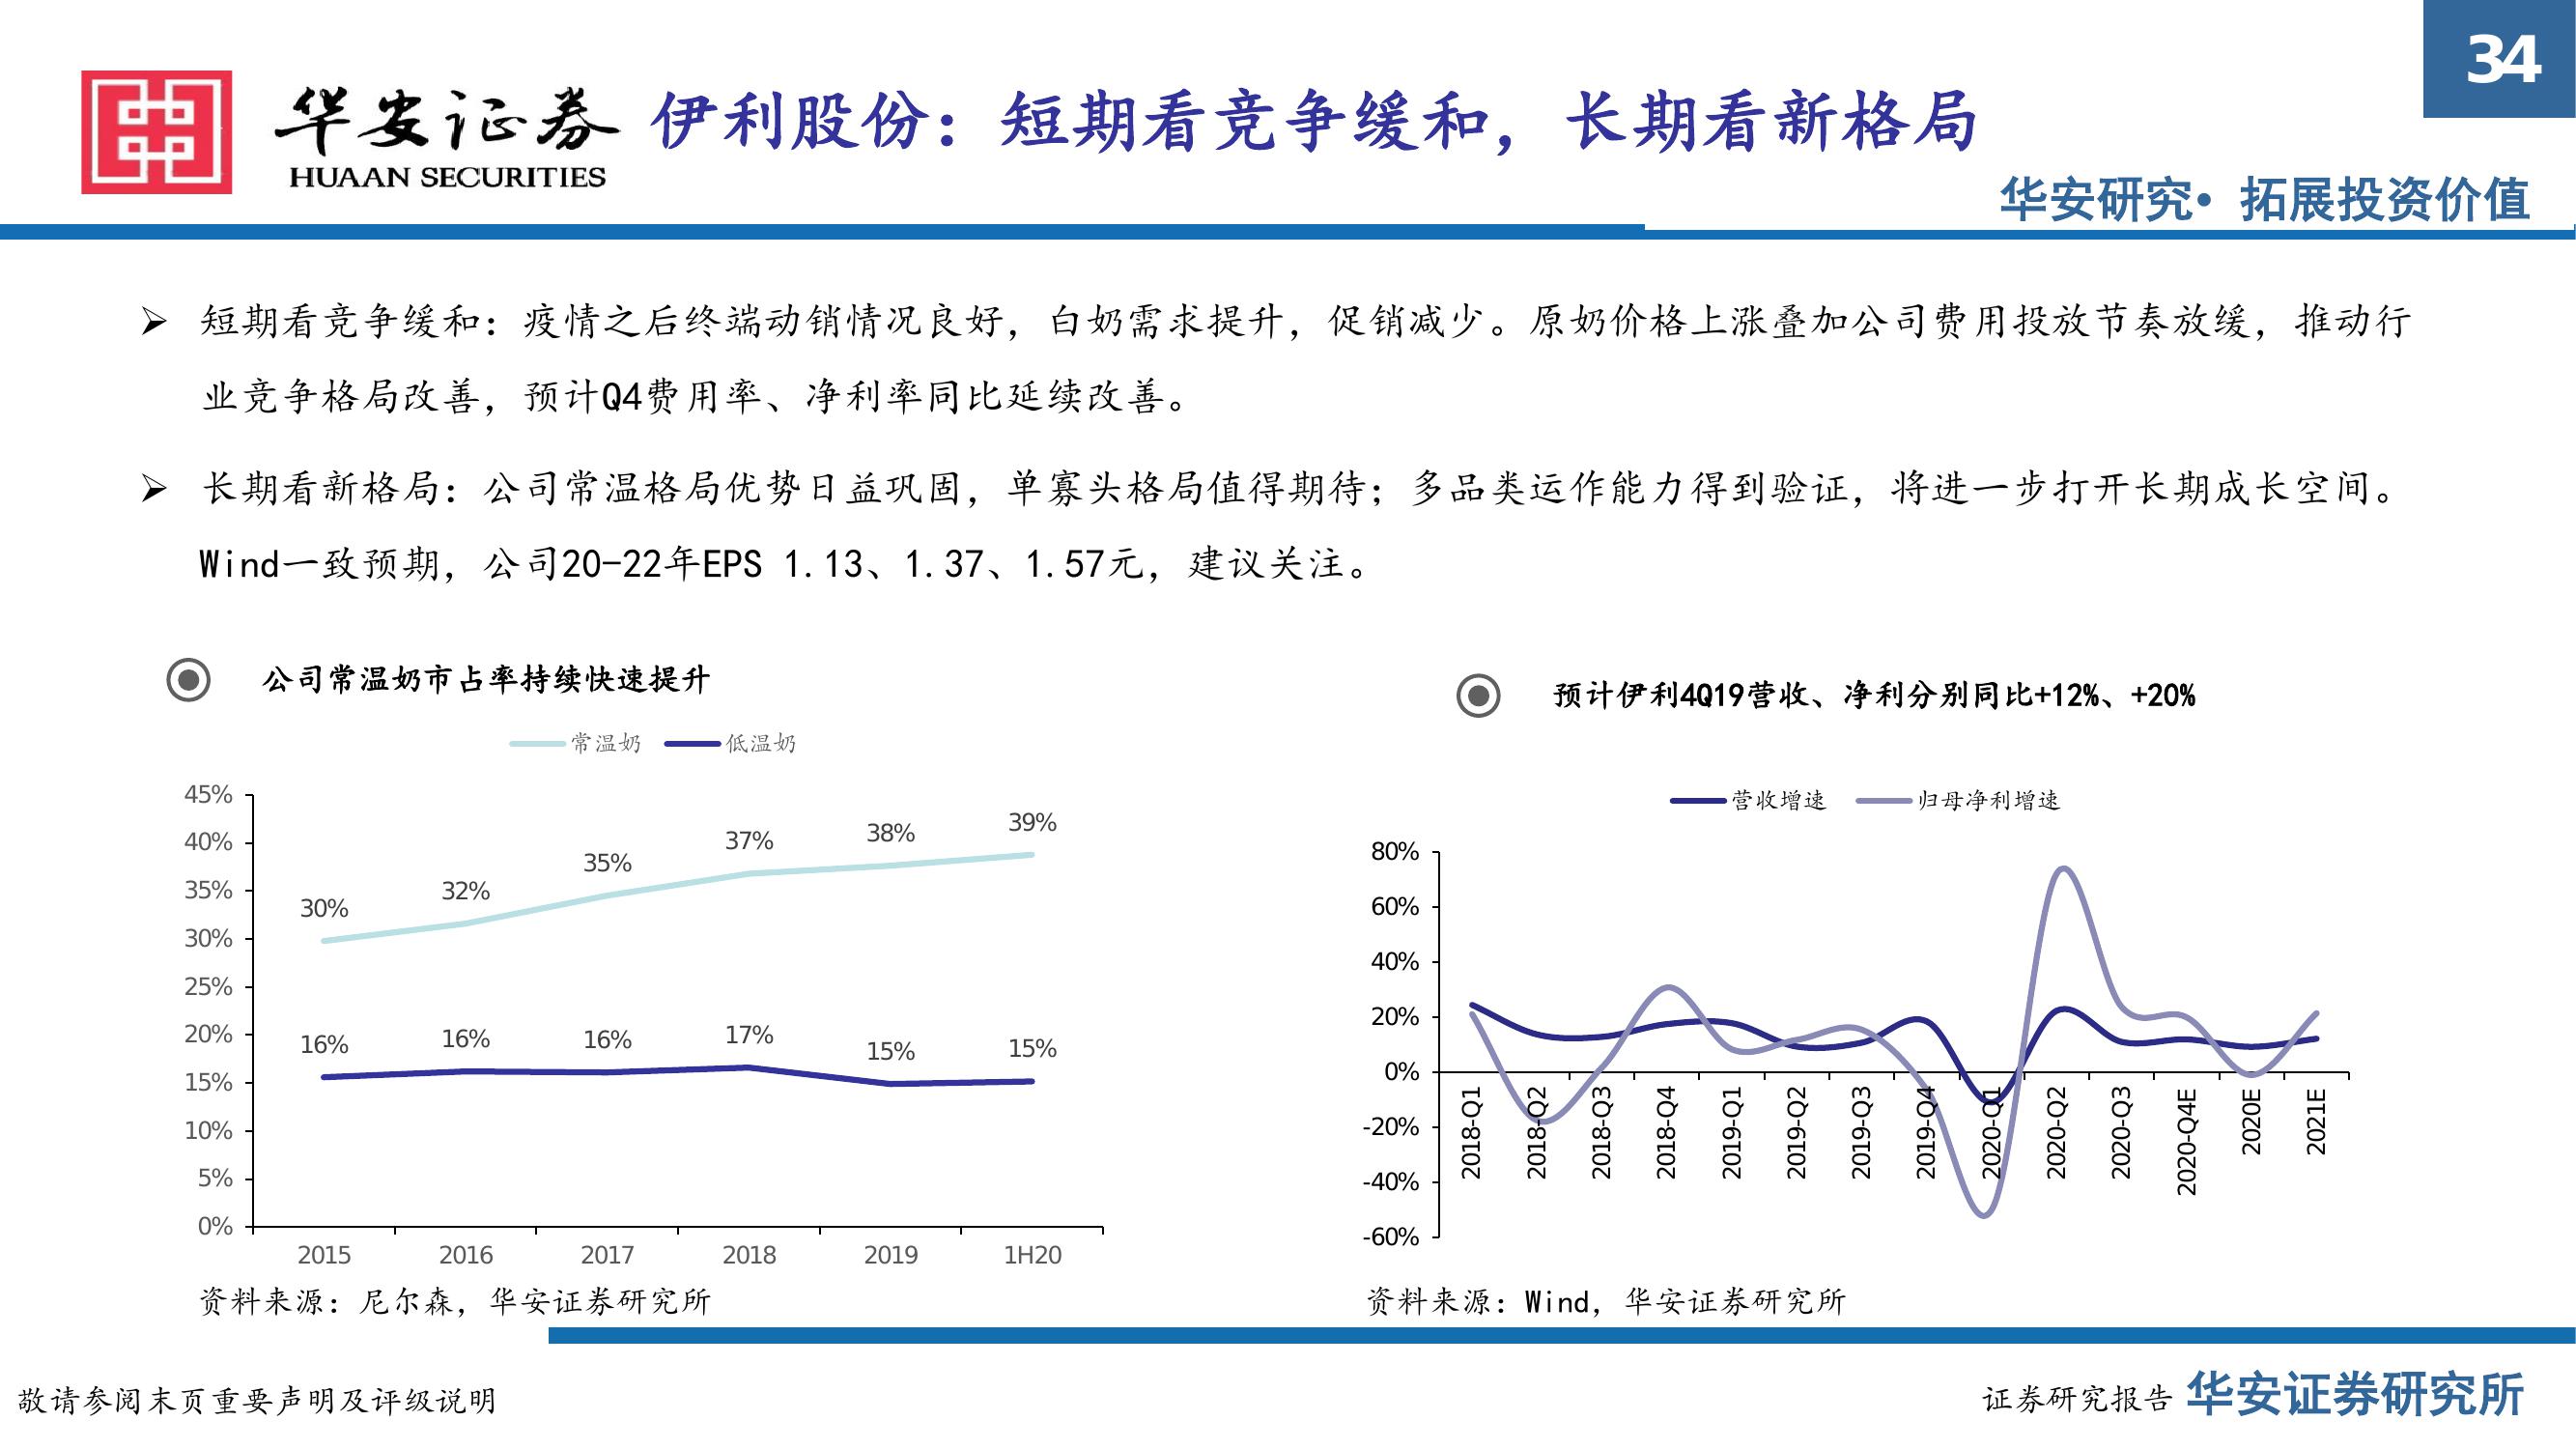 34
华安证券
HUAAN SECURITIES
伊利股份：短期看竞争缓和，长期看新格局
华安研究• 拓展投资价值
➢ 短期看竞争缓和：疫情之后终端动销情况良好，白奶需求提升，促销减少。原奶价格上涨叠加公司费用投放节奏放缓，推动行
业竞争格局改善，预计Q4费用率、净利率同比延续改善。
➢ 长期看新格局：公司常温格局优势日益巩固，单寡头格局值得期待；多品类运作能力得到验证，将进一步打开长期成长空间。
Wind一致预期，公司20-22年EPS 1.13、1.37、1.57元，建议关注。
公司常温奶市占率持续快速提升
常温奶 低温奶
45%
40%
35%
30%
25%
20%
15%
10%
5%
0%
30% 32% 35% 37% 38% 39%
16% 16% 16% 17% 15% 15%
2015 2016 2017 2018 2019 1H20
资料来源：尼尔森，华安证券研究所
预计伊利4Q19营收、净利分别同比+12%、+20%
营收增速 归母净利增速
80%
60%
40%
20%
0%
-20%
-40%
-60%
2018-Q1 2018-Q2 2018-Q3 2018-Q4 2019-Q1 2019-Q2 2019-Q3 2019-Q4 2020-Q1 2020-Q2 2020-Q3 2020-Q4E 2020E 2021E
资料来源：Wind，华安证券研究所
敬请参阅末页重要声明及评级说明
证券研究报告 华安证券研究所